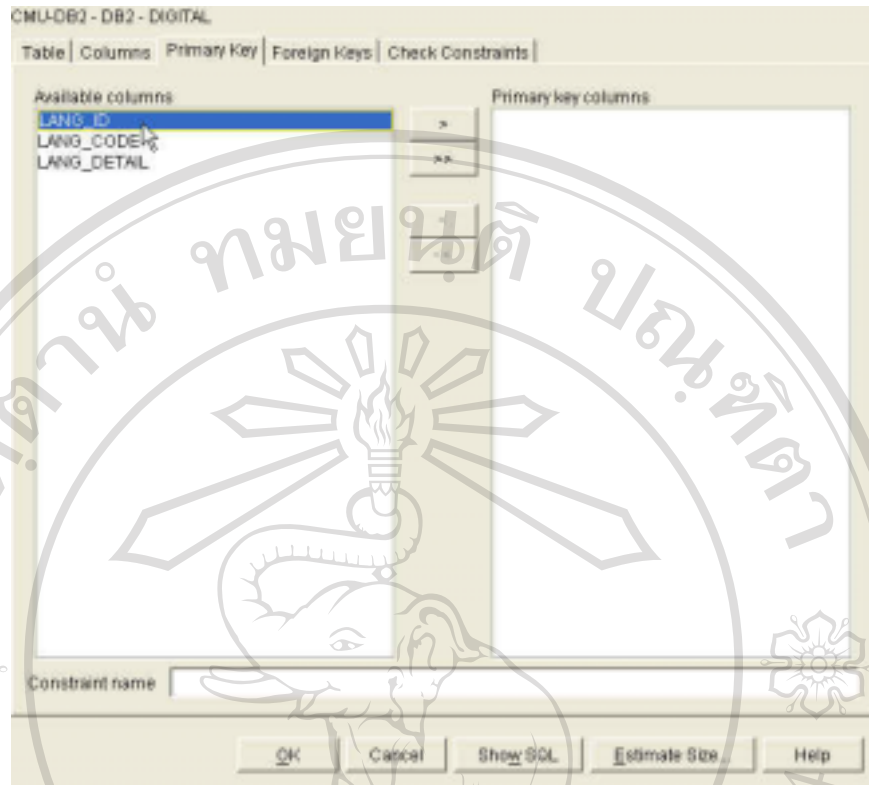 CMU-DB2 - DB2 - DIGITAL
Table Columns Primary Key Foreign Keys Check Constraints
Available columns
Primary key columns
LANG_ID
LANG_CODE
LANG_DETAIL
>
>>
<
<<
Constraint name
OK Cancel Show SQL Estimate Size... Help
ทมยนฺติ ปณฺฑิตา